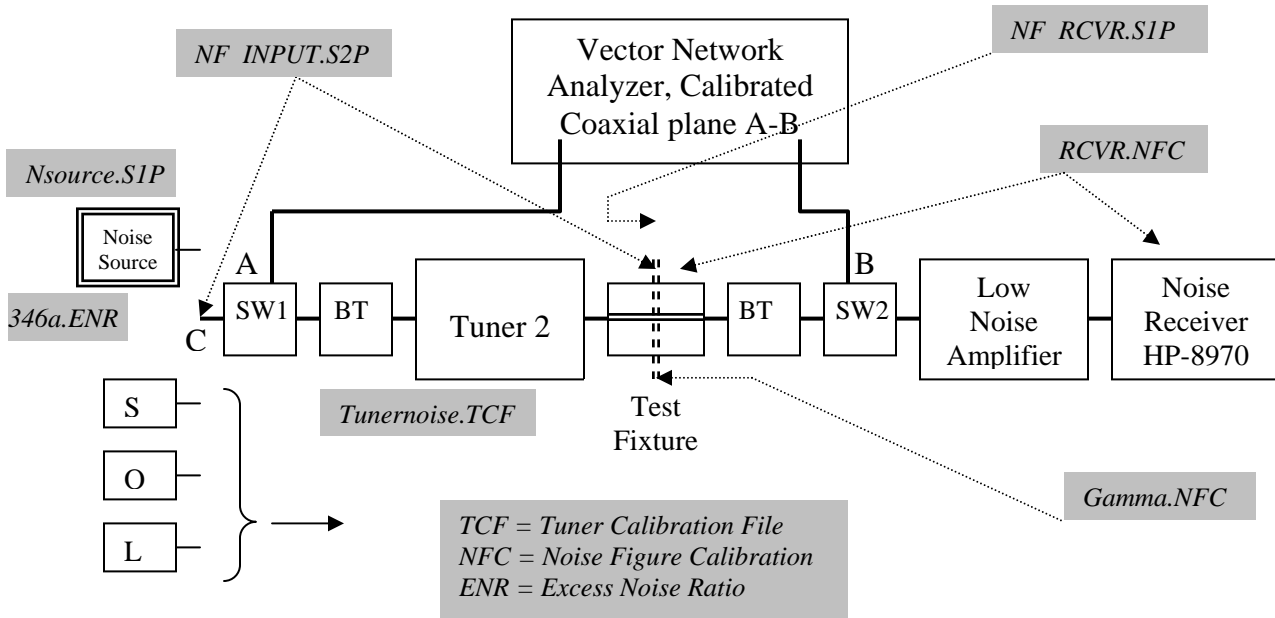 NF INPUT.S2P
Vector Network
Analyzer, Calibrated
Coaxial plane A-B
NF RCVR.S1P
RCVR.NFC
Nsource.S1P
Noise
Source
346a.ENR
A
B
C
SW1
BT
Tuner 2
BT
SW2
Low
Noise
Amplifier
Noise
Receiver
HP-8970
Tunernoise.TCF
Test
Fixture
Gamma.NFC
S
O
L
TCF = Tuner Calibration File
NFC = Noise Figure Calibration
ENR = Excess Noise Ratio